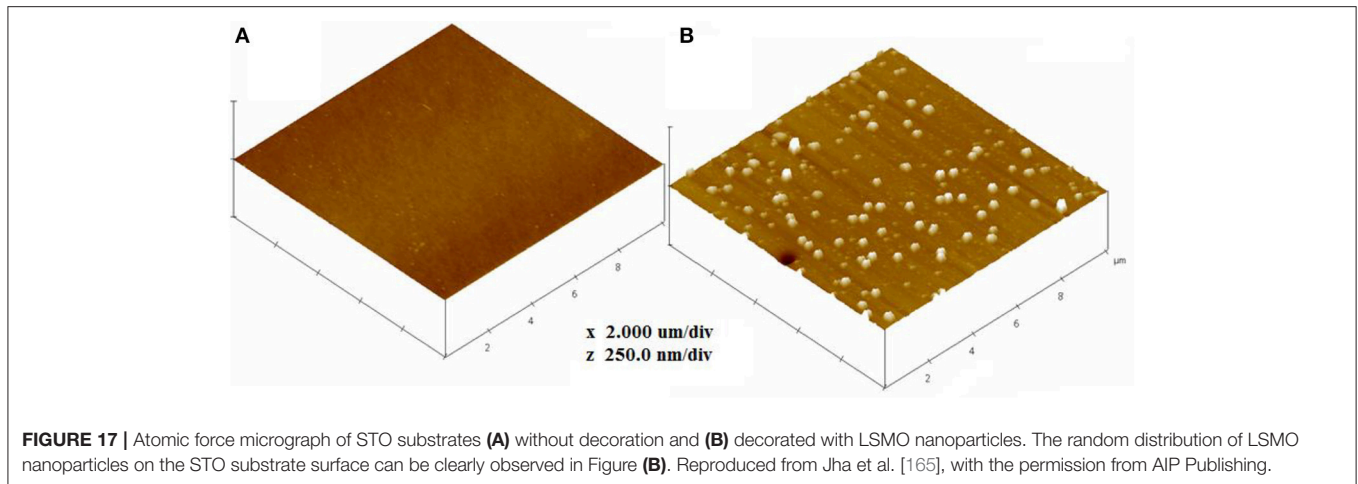 A
B
8
6
4
2
x 2.000 um/div
z 250.0 nm/div
µm
8
6
4
2
FIGURE 17 | Atomic force micrograph of STO substrates (A) without decoration and (B) decorated with LSMO nanoparticles. The random distribution of LSMO
nanoparticles on the STO substrate surface can be clearly observed in Figure (B). Reproduced from Jha et al. [165], with the permission from AIP Publishing.